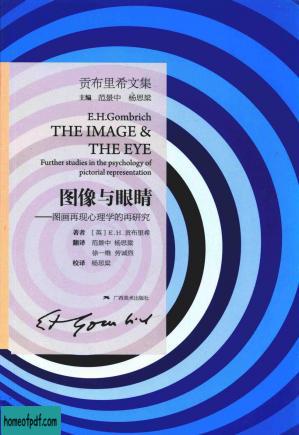 贡布里希文集
主编 范景中 杨思梁
E.H.Gombrich
THE IMAGE &
THE EYE
Further studies in the psychology of
pictorial representation
图像与眼睛
——图画再现心理学的再研究
著者 [英] E.H.贡布里希
翻译 范景中 杨思梁
徐一维 劳诚烈
校译 杨思梁
广西美术出版社
E H Gombrich
homeofpdf.com